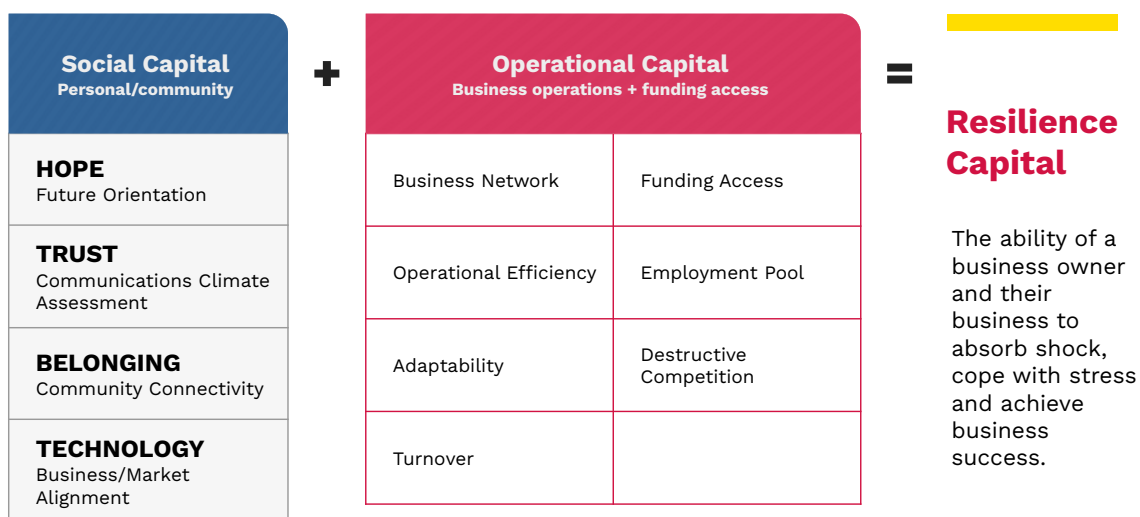 Social Capital
Personal/community
HOPE
Future Orientation
TRUST
Communications Climate
Assessment
BELONGING
Community Connectivity
TECHNOLOGY
Business/Market
Alignment
+
Operational Capital
Business operations + funding access
Business Network
Funding Access
Operational Efficiency
Employment Pool
Adaptability
Destructive
Competition
Turnover
=
Resilience
Capital
The ability of a
business owner
and their
business to
absorb shock,
cope with stress
and achieve
business
success.